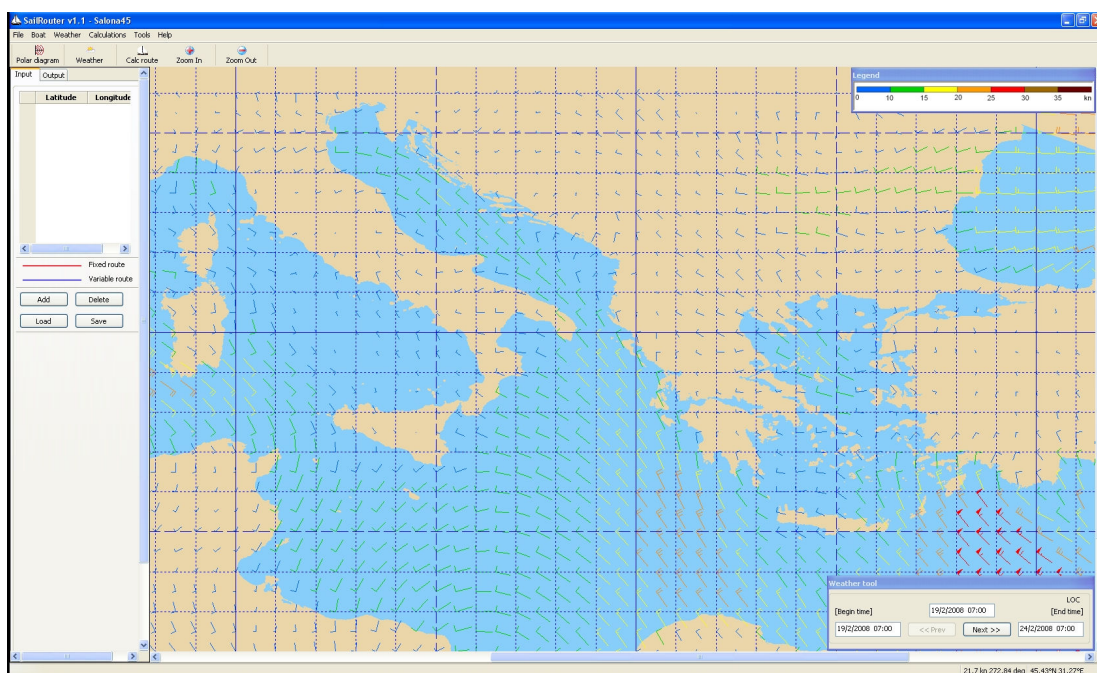 SailRouter v1.1 - Salona45
File Boat Weather Calculations Tools Help
Polar diagram Weather Calc route Zoom In Zoom Out
Input Output
Latitude Longitude
Fixed route
Variable route
Add Delete
Load Save
Legend
0 10 15 20 25 30 35 kn
Weather tool
LOC
[Begin time] 19/2/2008 07:00 [End time]
19/2/2008 07:00 << Prev Next >> 24/2/2008 07:00
21.7 kn 272.84 deg 45.43°N 31.27°E